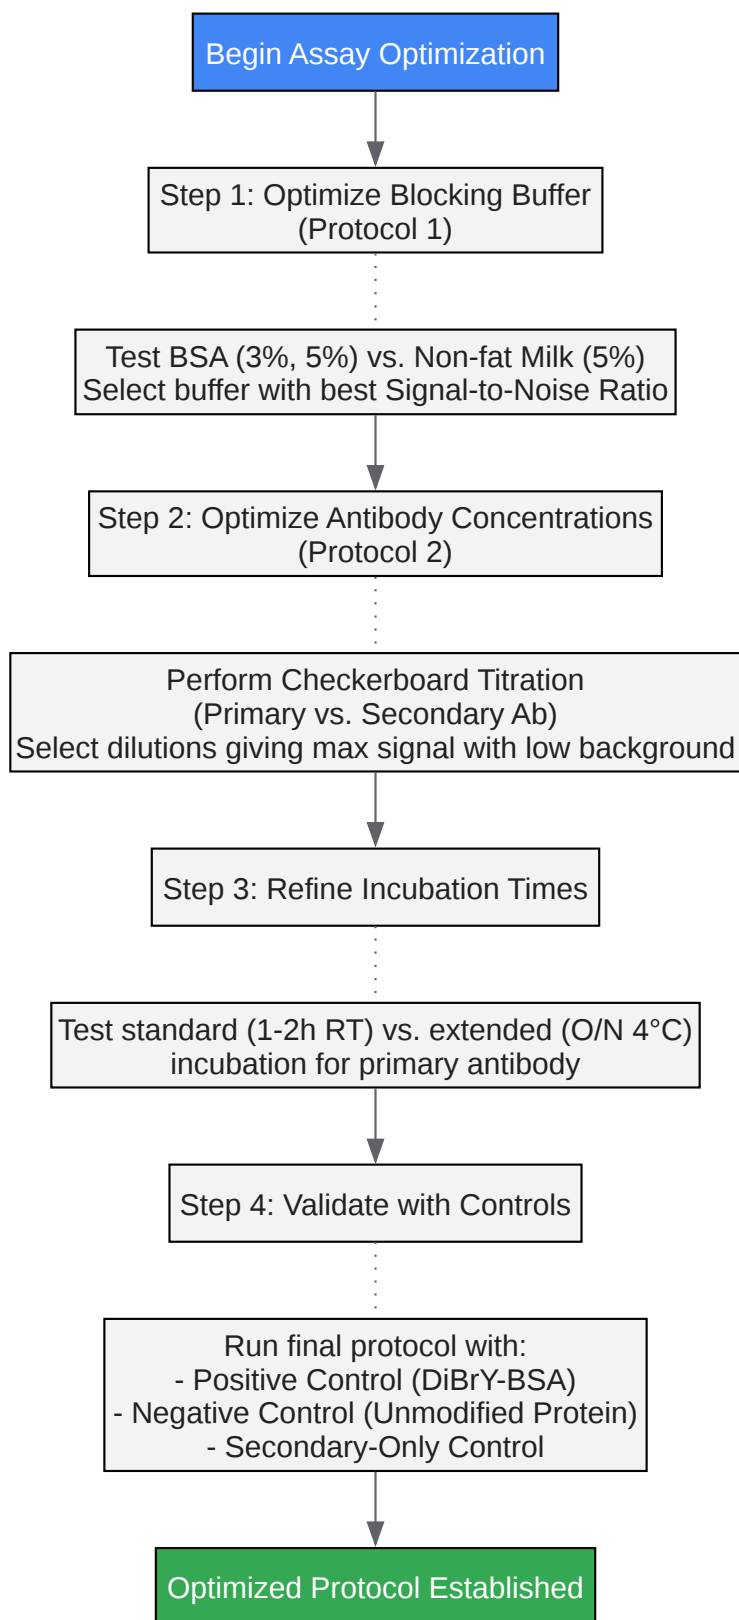 Begin Assay Optimization
Step 1: Optimize Blocking Buffer
(Protocol 1)
Test BSA (3%, 5%) vs. Non-fat Milk (5%)
Select buffer with best Signal-to-Noise Ratio
Step 2: Optimize Antibody Concentrations
(Protocol 2)
Perform Checkerboard Titration
(Primary vs. Secondary Ab)
Select dilutions giving max signal with low background
Step 3: Refine Incubation Times
Test standard (1-2h RT) vs. extended (O/N 4°C)
incubation for primary antibody
Step 4: Validate with Controls
Run final protocol with:
- Positive Control (DiBrY-BSA)
- Negative Control (Unmodified Protein)
- Secondary-Only Control
Optimized Protocol Established